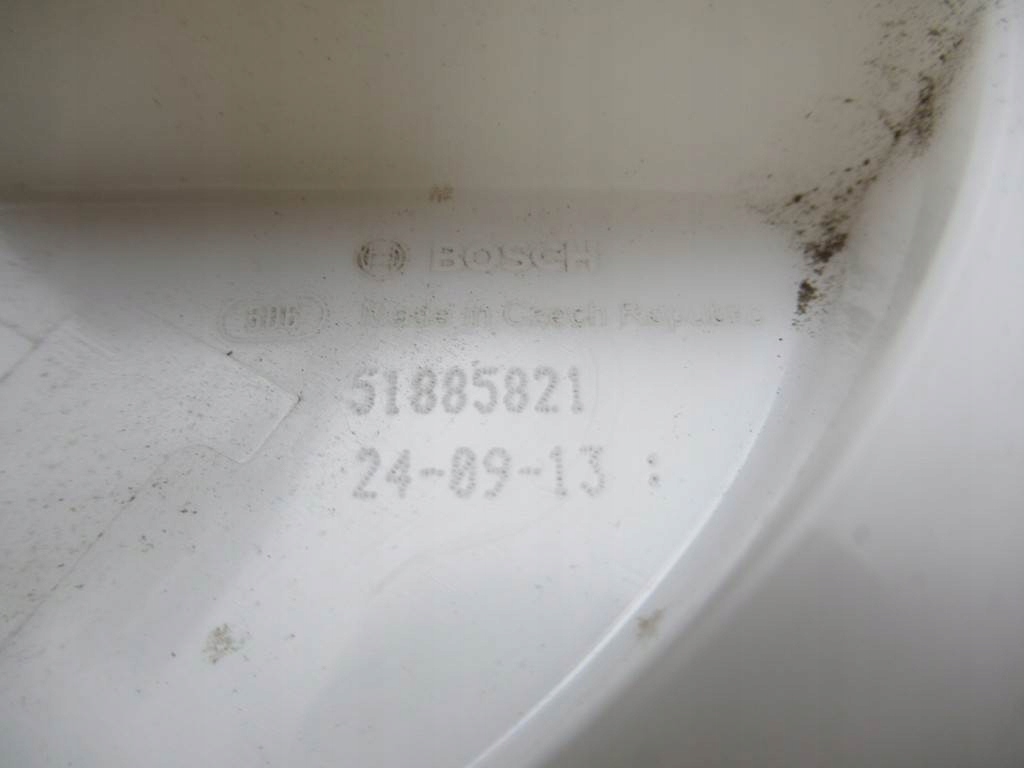 BOSCH
Made in Czech Republic
51885821
24-09-13 :